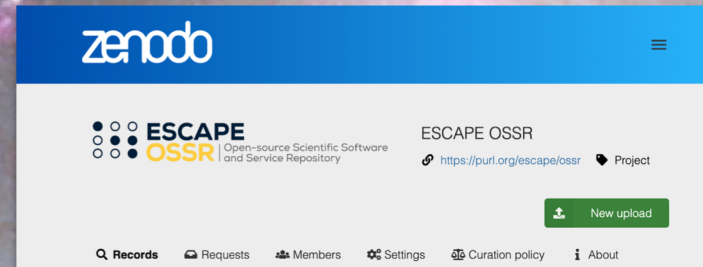 zenodo
ESCAPE
OSSR
Open-source Scientific Software
and Service Repository
ESCAPE OSSR
https://purl.org/escape/ossr Project
New upload
Records Requests Members Settings Curation policy About